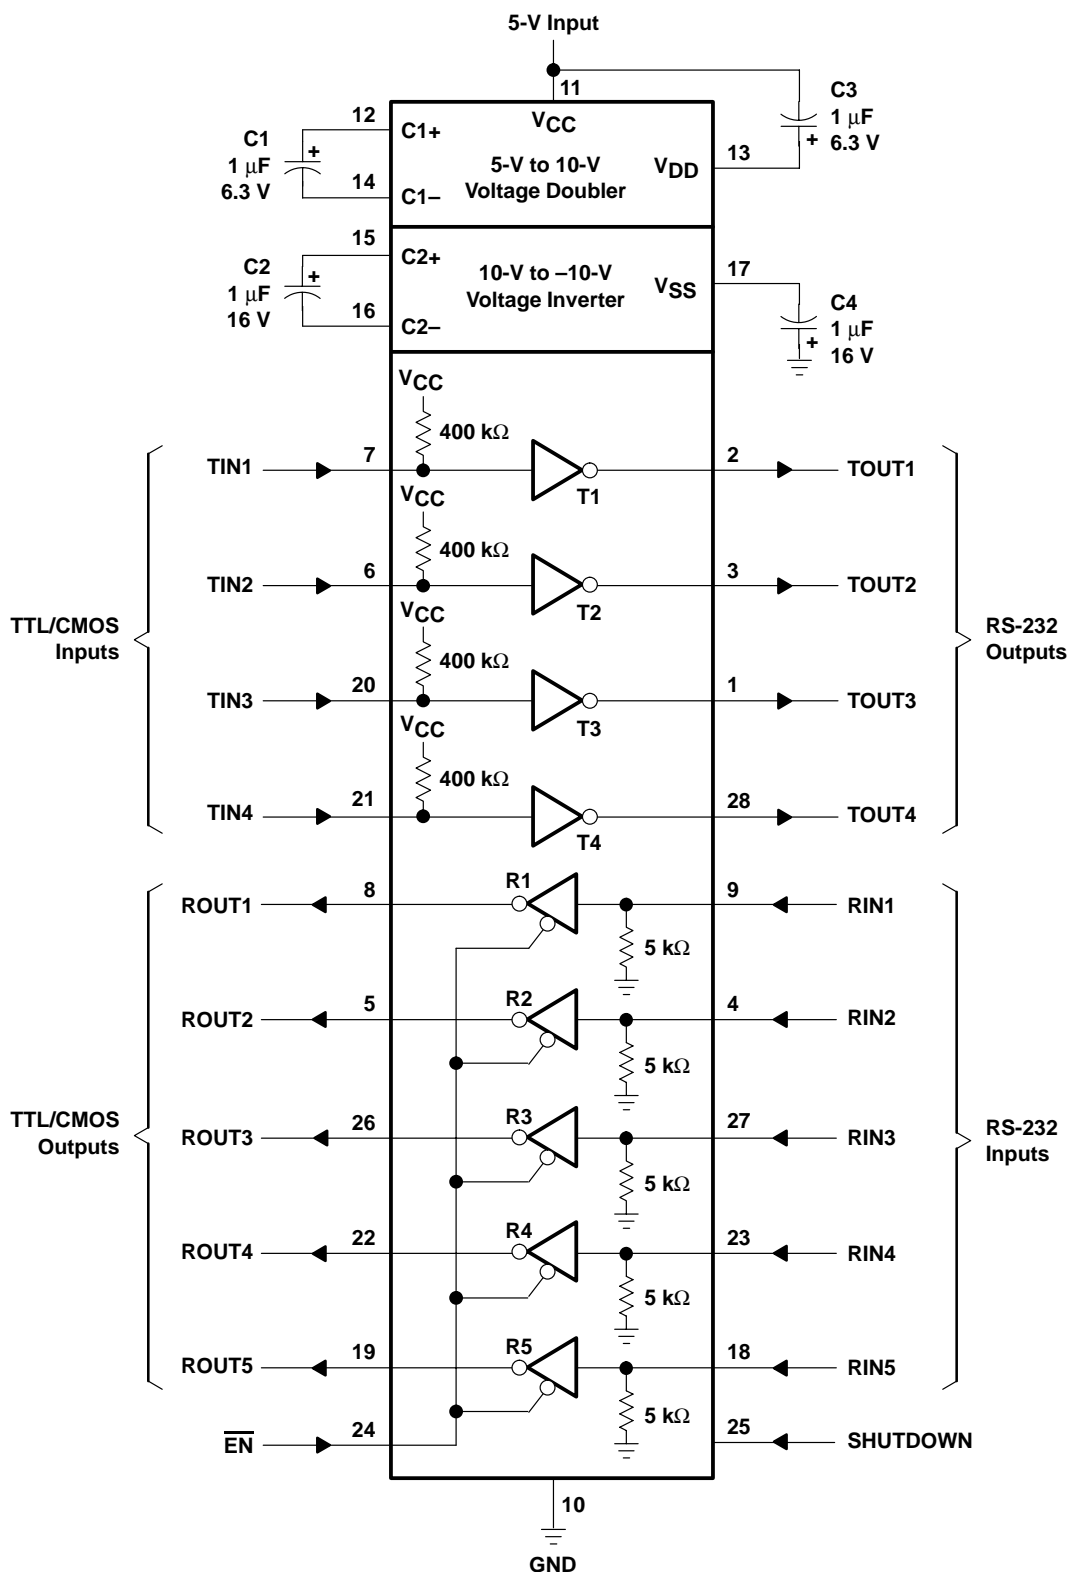 5-V Input
11
12
C1+
VCC
C1
1 μF
6.3 V
5-V to 10-V
Voltage Doubler
14
C1–
VDD
13
C3
1 μF
6.3 V
15
C2+
C2
1 μF
16 V
10-V to –10-V
Voltage Inverter
16
C2–
VSS
17
C4
1 μF
16 V
VCC
400 kΩ
TIN1
7
T1
2
TOUT1
VCC
400 kΩ
TIN2
6
T2
3
TOUT2
TTL/CMOS
Inputs
RS-232
Outputs
VCC
400 kΩ
TIN3
20
T3
1
TOUT3
VCC
400 kΩ
TIN4
21
T4
28
TOUT4
ROUT1
8
R1
9
RIN1
5 kΩ
ROUT2
5
R2
4
RIN2
5 kΩ
TTL/CMOS
Outputs
RS-232
Inputs
ROUT3
26
R3
27
RIN3
5 kΩ
ROUT4
22
R4
23
RIN4
5 kΩ
ROUT5
19
R5
18
RIN5
5 kΩ
E̅N̅
24
25
SHUTDOWN
10
GND